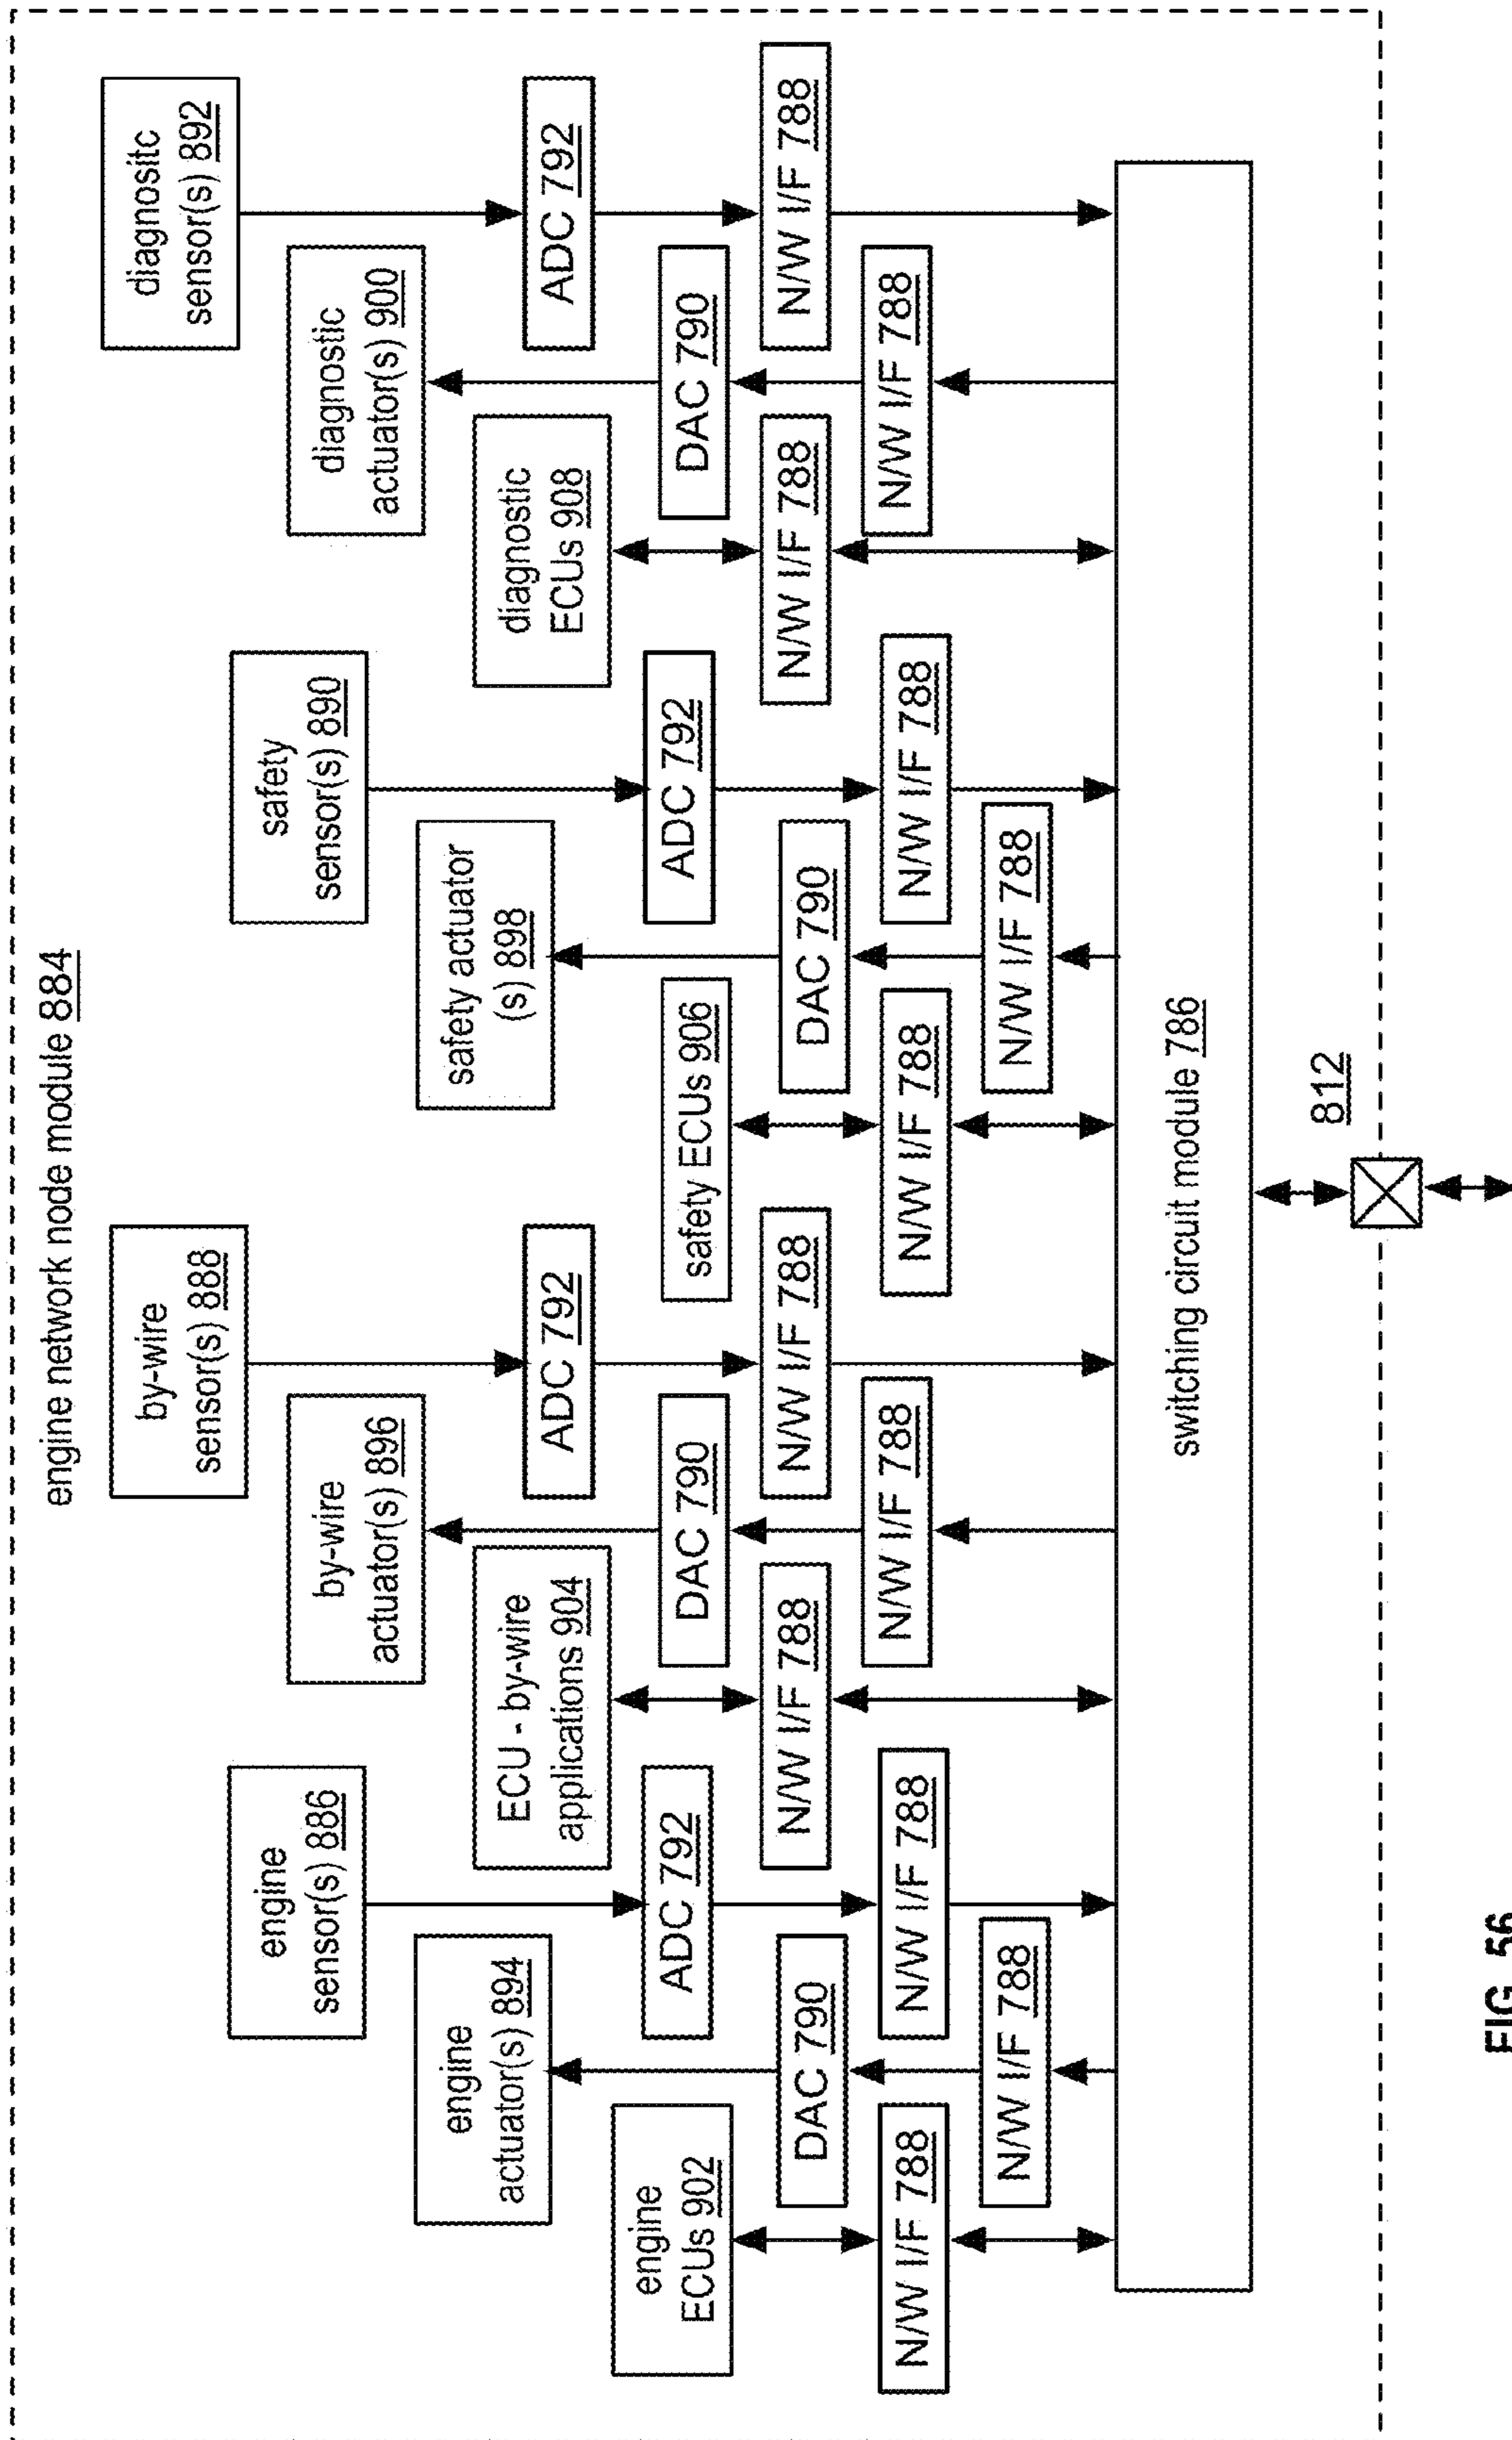 engine network node module 884
by-wire
sensor(s) 888
diagnositc
sensor(s) 892
engine
sensor(s) 886
safety
sensor(s) 890
by-wire
actuator(s) 896
diagnostic
actuator(s) 900
engine
actuator(s) 894
safety actuator
(s) 898
ECU - by-wire
applications 904
diagnostic
ECUs 908
ADC 792
ADC 792
engine
ECUs 902
ADC 792
DAC 790
safety ECUs 906
ADC 792
DAC 790
N/W I/F 788
N/W I/F 788
N/W I/F 788
N/W I/F 788
DAC 790
DAC 790
N/W I/F 788
N/W I/F 788
N/W I/F 788
N/W I/F 788
N/W I/F 788
N/W I/F 788
N/W I/F 788
N/W I/F 788
switching circuit module 786
812
FIG. 56